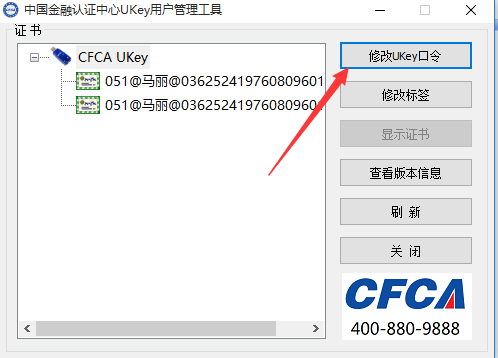 中国金融认证中心UKey用户管理工具
证 书
CFCA UKey
051@马丽@036252419760809601
051@马丽@03625241976080960
修改UKey口令
修改标签
显示证书
查看版本信息
刷 新
关 闭
CFCA
400-880-9888